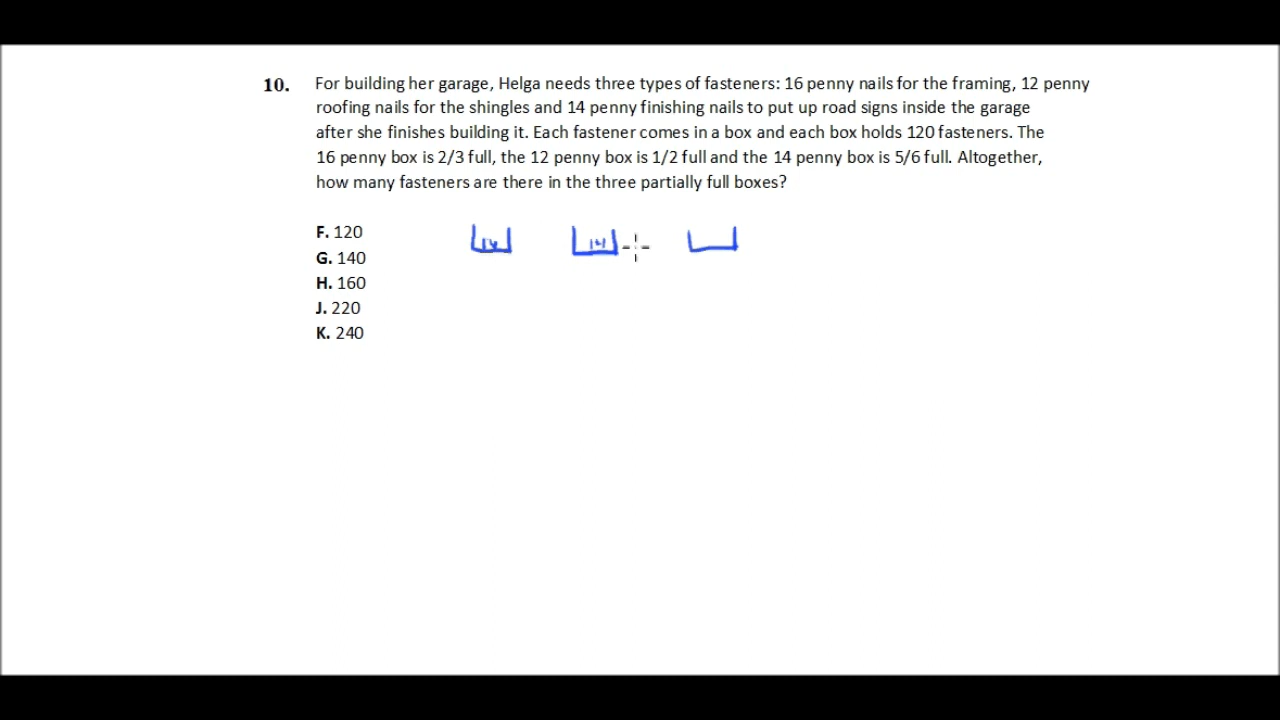 10. For building her garage, Helga needs three types of fasteners: 16 penny nails for the framing, 12 penny
roofing nails for the shingles and 14 penny finishing nails to put up road signs inside the garage
after she finishes building it. Each fastener comes in a box and each box holds 120 fasteners. The
16 penny box is 2/3 full, the 12 penny box is 1/2 full and the 14 penny box is 5/6 full. Altogether,
how many fasteners are there in the three partially full boxes?
F. 120
G. 140
H. 160
J. 220
K. 240